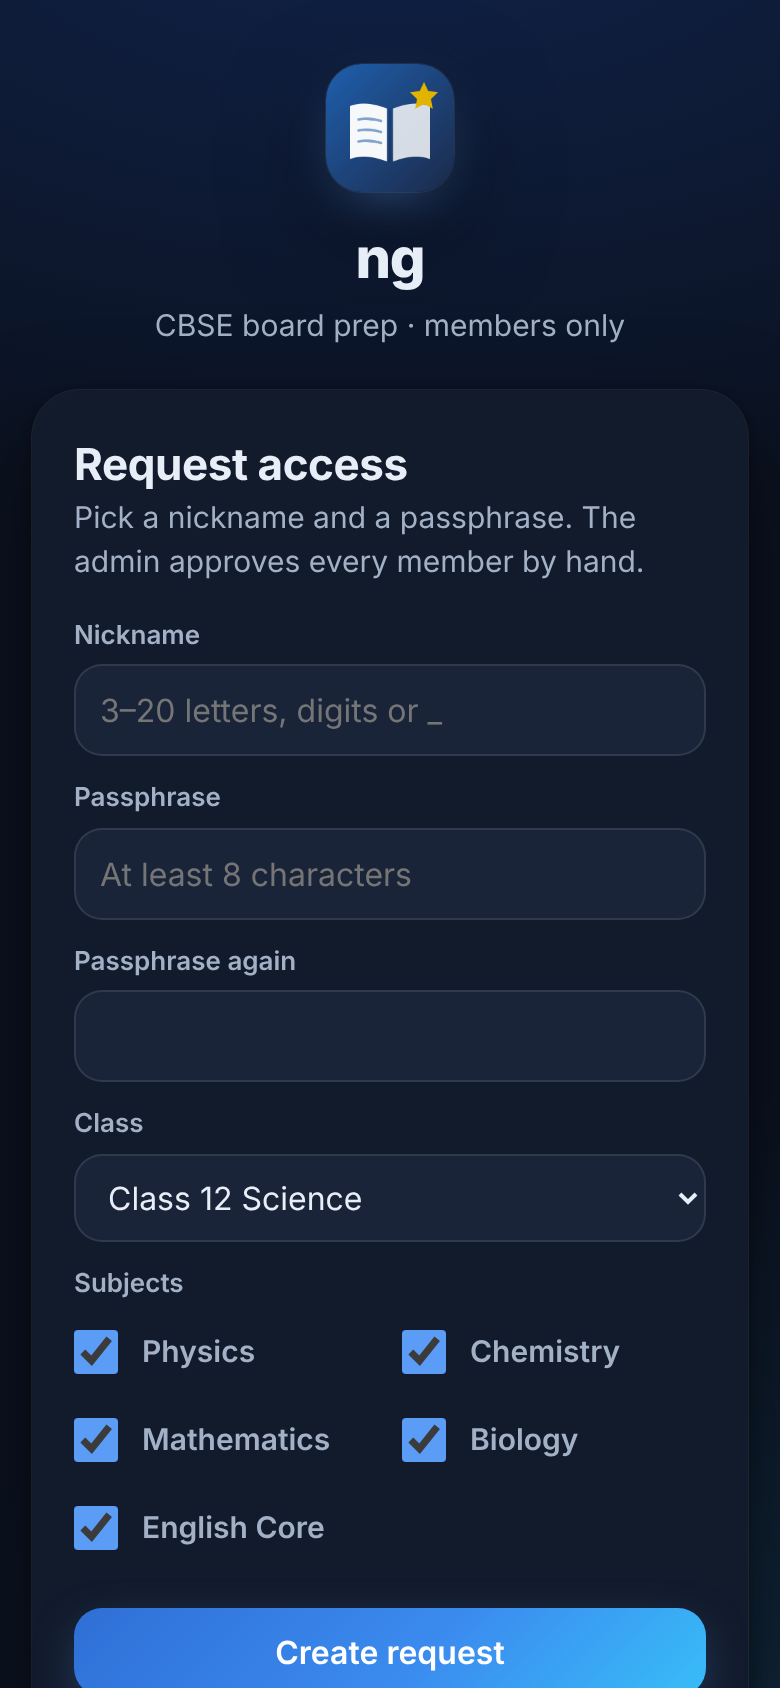 ng
CBSE board prep · members only
Request access
Pick a nickname and a passphrase. The
admin approves every member by hand.
Nickname
3–20 letters, digits or _
Passphrase
At least 8 characters
Passphrase again
Class
Class 12 Science
Subjects
Physics
Chemistry
Mathematics
Biology
English Core
Create request